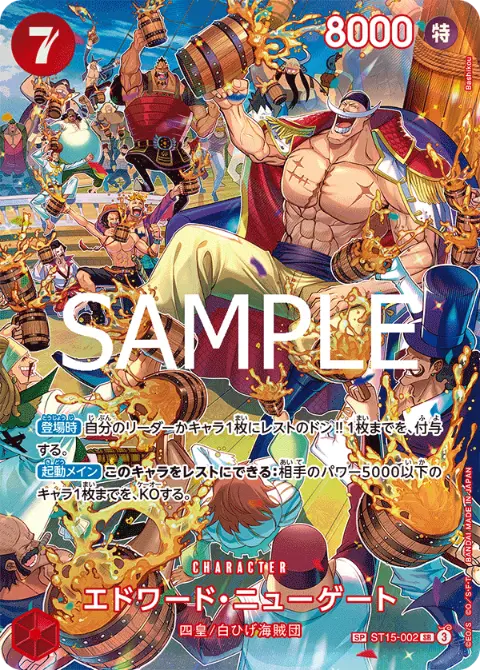 7
8000 特
Bashikou
SAMPLE
登場時 自分のリーダーかキャラ1枚にレストのドン!!1枚までを、付与
する。
起動メイン このキャラをレストにできる：相手のパワー5000以下の
キャラ1枚までを、KOする。
CHARACTER
エドワード・ニューゲート
四皇/白ひげ海賊団
SP ST15-002 SR 3
©E.O./S. ©O./S.・F・T・A BANDAI MADE IN JAPAN